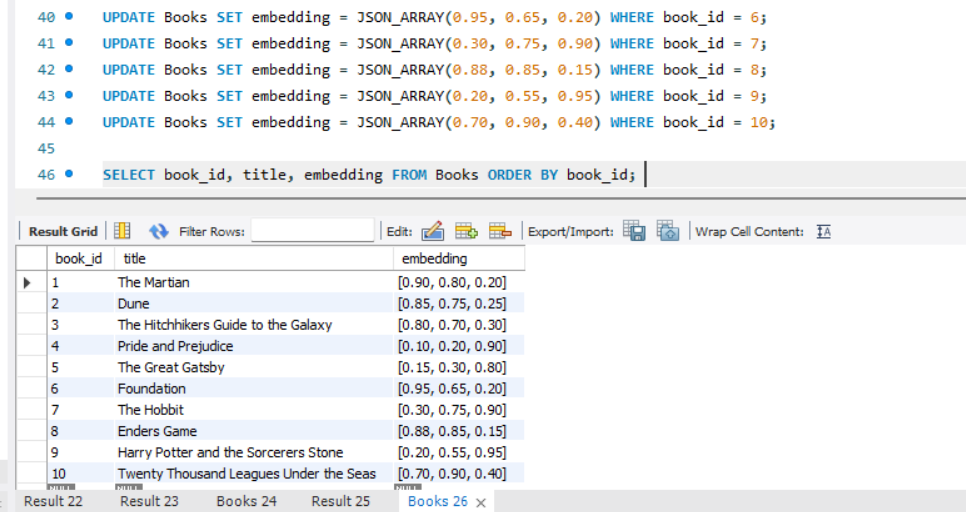 40 UPDATE Books SET embedding = JSON_ARRAY(0.95, 0.65, 0.20) WHERE book_id = 6;
41 UPDATE Books SET embedding = JSON_ARRAY(0.30, 0.75, 0.90) WHERE book_id = 7;
42 UPDATE Books SET embedding = JSON_ARRAY(0.88, 0.85, 0.15) WHERE book_id = 8;
43 UPDATE Books SET embedding = JSON_ARRAY(0.20, 0.55, 0.95) WHERE book_id = 9;
44 UPDATE Books SET embedding = JSON_ARRAY(0.70, 0.90, 0.40) WHERE book_id = 10;
45
46 SELECT book_id, title, embedding FROM Books ORDER BY book_id;
Result Grid Filter Rows: Edit: Export/Import: Wrap Cell Content:
book_id title embedding
1 The Martian [0.90, 0.80, 0.20]
2 Dune [0.85, 0.75, 0.25]
3 The Hitchhikers Guide to the Galaxy [0.80, 0.70, 0.30]
4 Pride and Prejudice [0.10, 0.20, 0.90]
5 The Great Gatsby [0.15, 0.30, 0.80]
6 Foundation [0.95, 0.65, 0.20]
7 The Hobbit [0.30, 0.75, 0.90]
8 Enders Game [0.88, 0.85, 0.15]
9 Harry Potter and the Sorcerers Stone [0.20, 0.55, 0.95]
10 Twenty Thousand Leagues Under the Seas [0.70, 0.90, 0.40]
Result 22 Result 23 Books 24 Result 25 Books 26